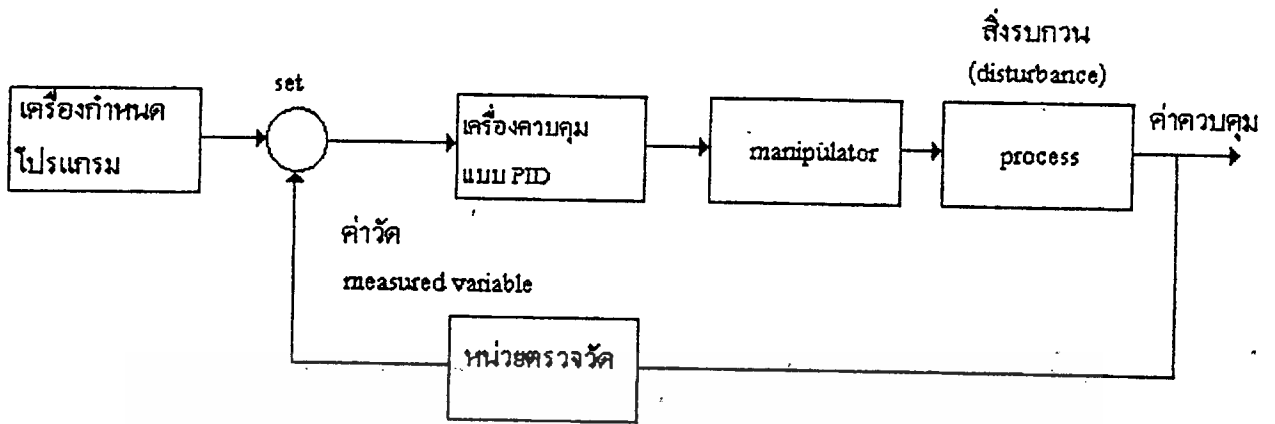 สิ่งรบกวน
(disturbance)
set
เครื่องกำหนด
โปรแกรม
เครื่องควบคุม
แบบ PID
manipulator
process
ค่าควบคุม
ค่าวัด
measured variable
หน่วยตรวจวัด